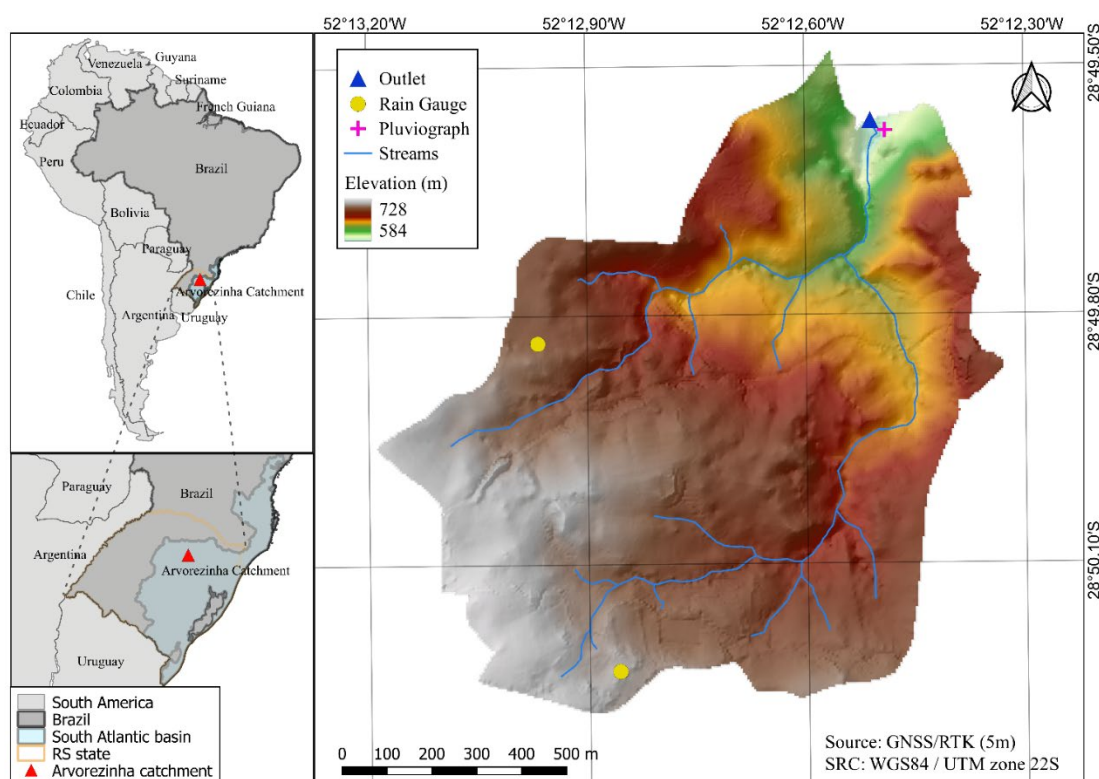 Guyana
Venezuela
Suriname
Colombia
French Guiana
Ecuador
Peru
Brazil
Bolivia
Paraguay
Chile
Arvorezinha Catchment
Argentina
Uruguay
Paraguay
Brazil
Argentina
Arvorezinha Catchment
Uruguay
South America
Brazil
South Atlantic basin
RS state
Arvorezinha catchment
52°13,20'W
52°12,90'W
52°12,60'W
52°12,30'W
28°49.50'S
28°49.80'S
28°50.10'S
Outlet
Rain Gauge
Pluviograph
Streams
Elevation (m)
728
584
0 100 200 300 400 500 m
Source: GNSS/RTK (5m)
SRC: WGS84 / UTM zone 22S